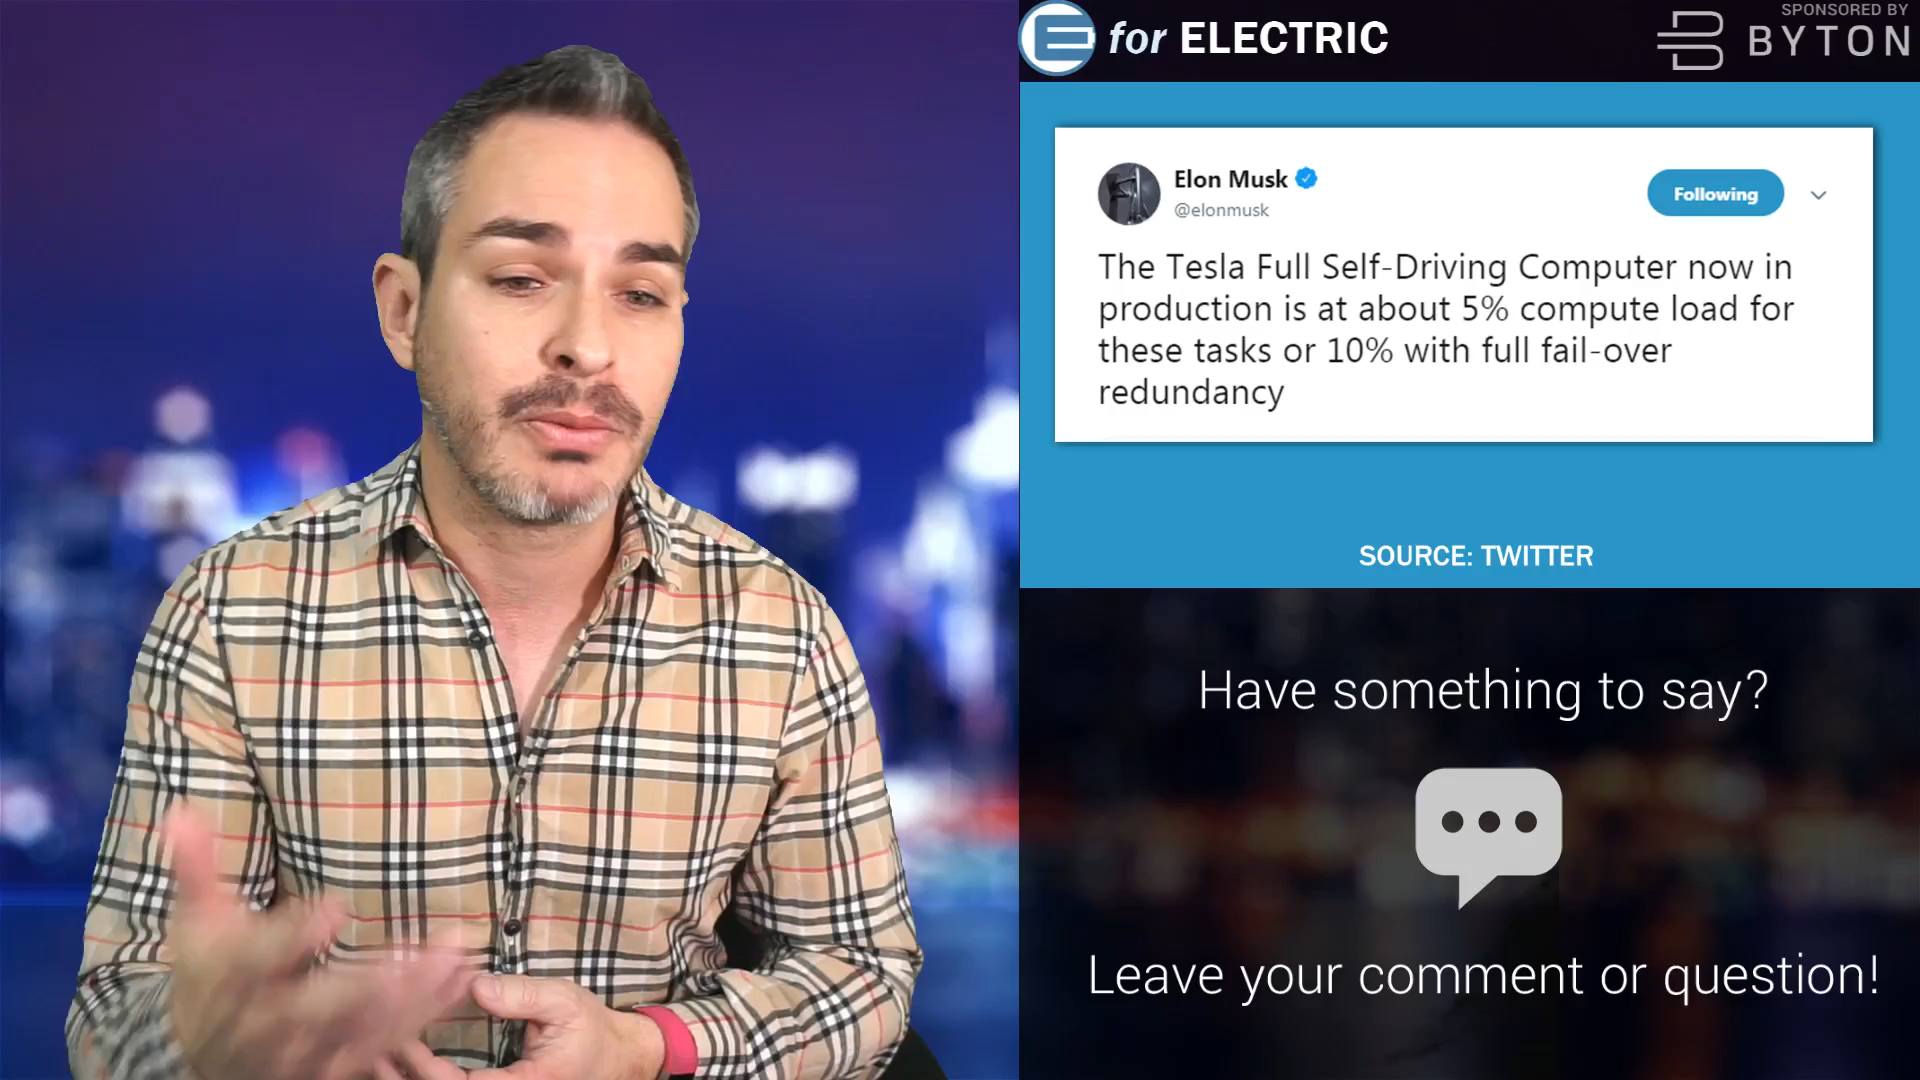 for ELECTRIC
SPONSORED BY
BYTON
Elon Musk
@elonmusk
Following
The Tesla Full Self-Driving Computer now in
production is at about 5% compute load for
these tasks or 10% with full fail-over
redundancy
SOURCE: TWITTER
Have something to say?
Leave your comment or question!